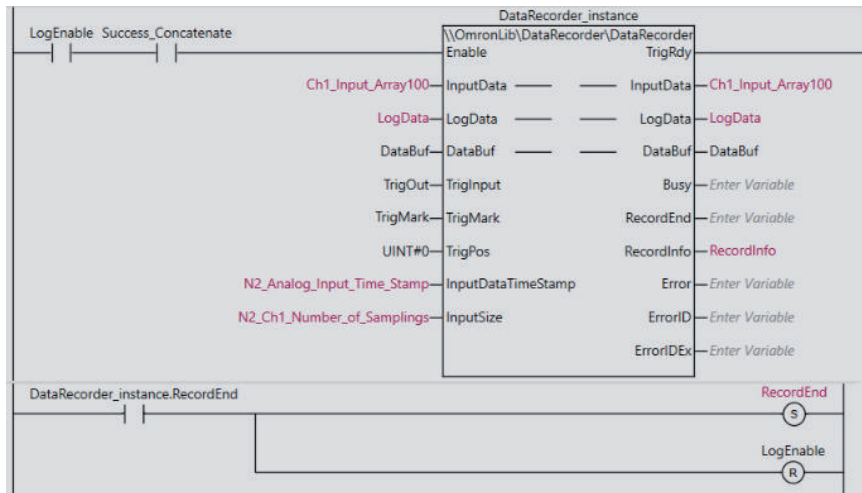 DataRecorder_instance
LogEnable Success_Concatenate \\OmronLib\DataRecorder\DataRecorder
Enable TrigRdy
Ch1_Input_Array100 InputData InputData Ch1_Input_Array100
LogData LogData LogData LogData
DataBuf DataBuf DataBuf DataBuf
TrigOut TrigInput Busy Enter Variable
TrigMark TrigMark RecordEnd Enter Variable
UINT#0 TrigPos RecordInfo RecordInfo
N2_Analog_Input_Time_Stamp InputDataTimeStamp Error Enter Variable
N2_Ch1_Number_of_Samplings InputSize ErrorID Enter Variable
ErrorIDEx Enter Variable
DataRecorder_instance.RecordEnd RecordEnd
S
LogEnable
R